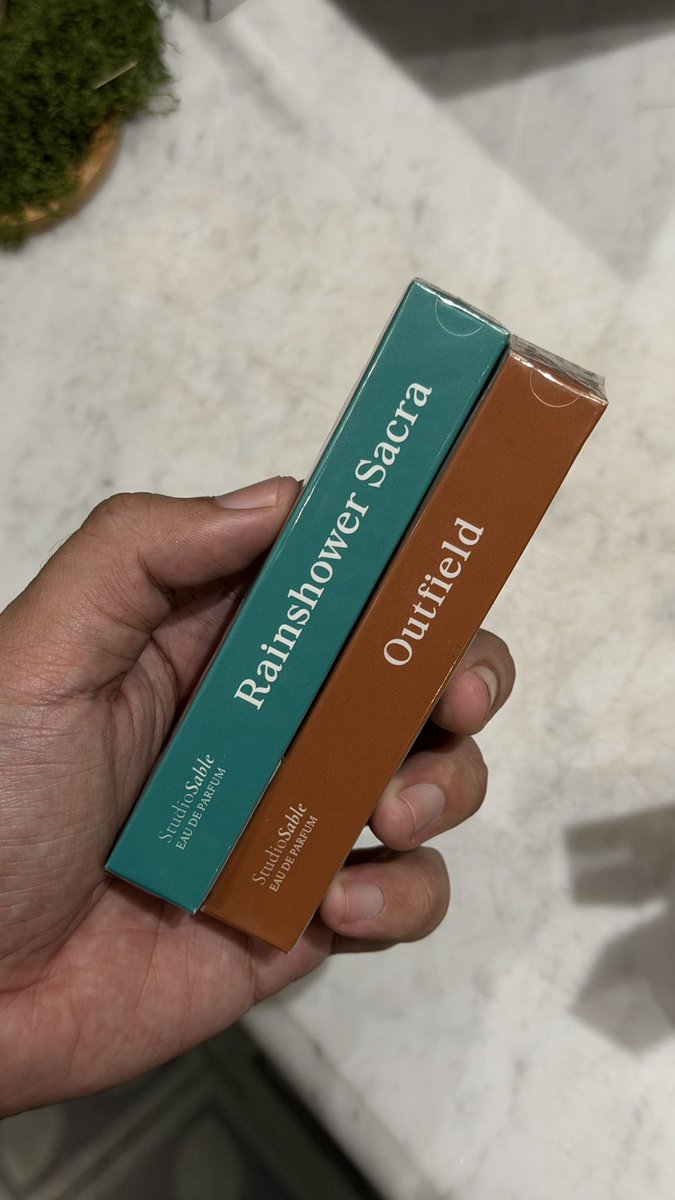 Rainshower Sacra
StudioSable
EAU DE PARFUM
Outfield
StudioSable
EAU DE PARFUM